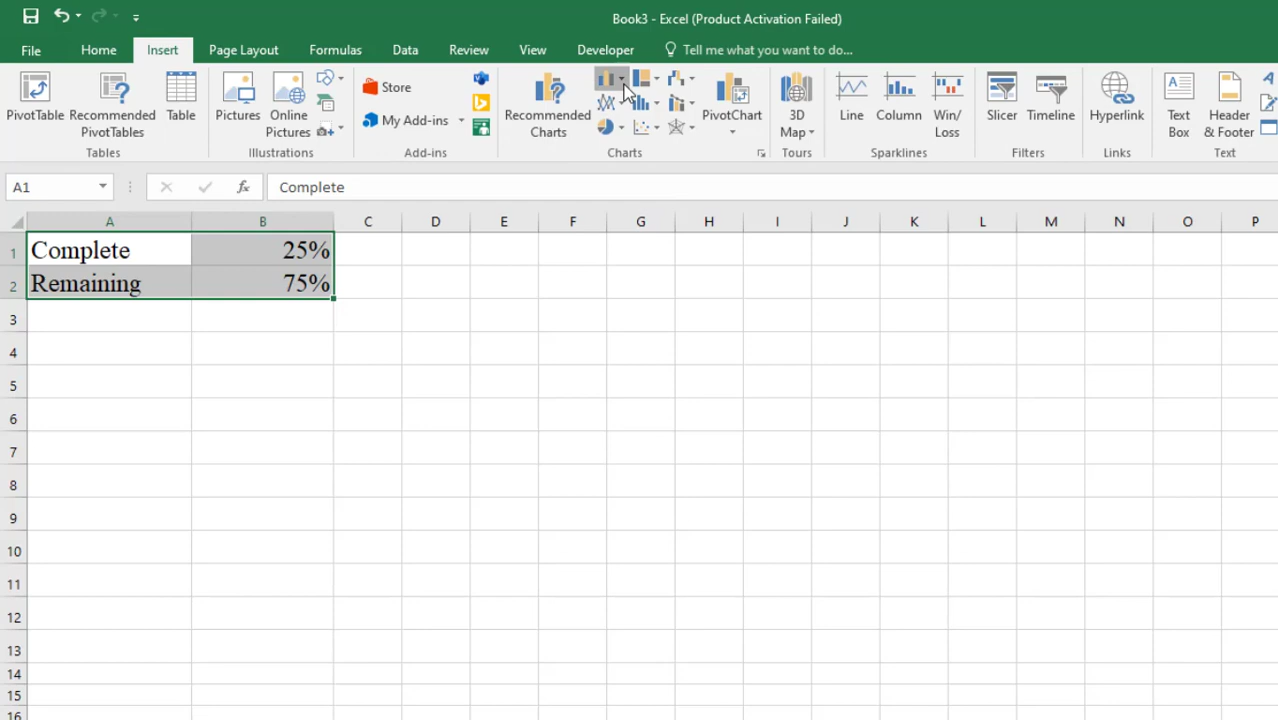 Book3 - Excel (Product Activation Failed)
File Home Insert Page Layout Formulas Data Review View Developer Tell me what you want to do...
PivotTable
Recommended
PivotTables
Table
Tables
Pictures
Online
Pictures
Illustrations
Store
My Add-ins
Add-ins
Recommended
Charts
PivotChart
Charts
3D
Map
Tours
Line
Column
Win/
Loss
Sparklines
Slicer
Timeline
Filters
Hyperlink
Links
Text
Box
Header
& Footer
Text
A1 fx Complete
A B C D E F G H I J K L M N O P
1 Complete 25%
2 Remaining 75%
3
4
5
6
7
8
9
10
11
12
13
14
15
16